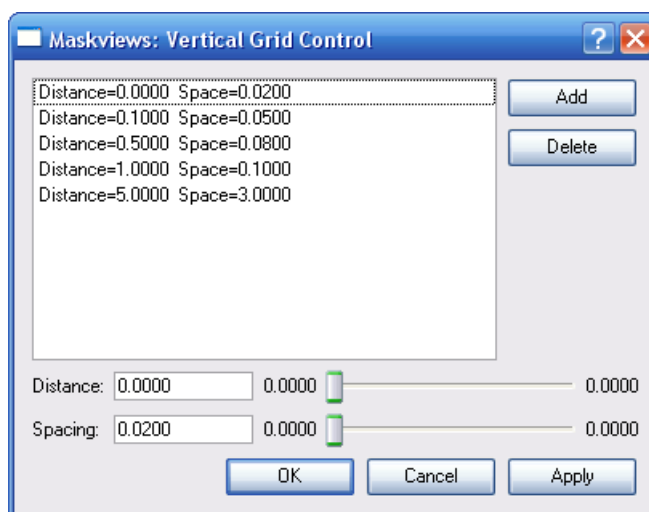 Maskviews: Vertical Grid Control
Distance=0.0000 Space=0.0200
Distance=0.1000 Space=0.0500
Distance=0.5000 Space=0.0800
Distance=1.0000 Space=0.1000
Distance=5.0000 Space=3.0000
Add
Delete
Distance: 0.0000 0.0000 0.0000
Spacing: 0.0200 0.0000 0.0000
OK Cancel Apply